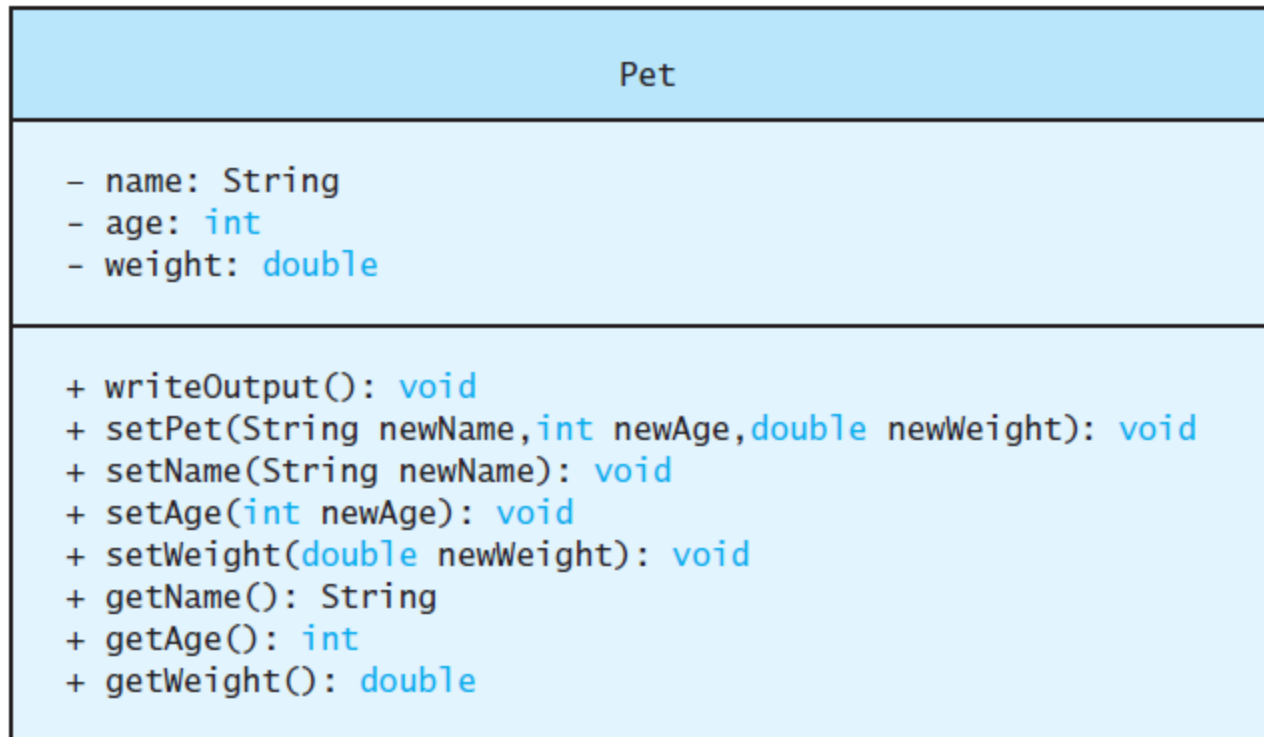 Pet
– name: String
– age: int
– weight: double
+ writeOutput(): void
+ setPet(String newName,int newAge,double newWeight): void
+ setName(String newName): void
+ setAge(int newAge): void
+ setWeight(double newWeight): void
+ getName(): String
+ getAge(): int
+ getWeight(): double